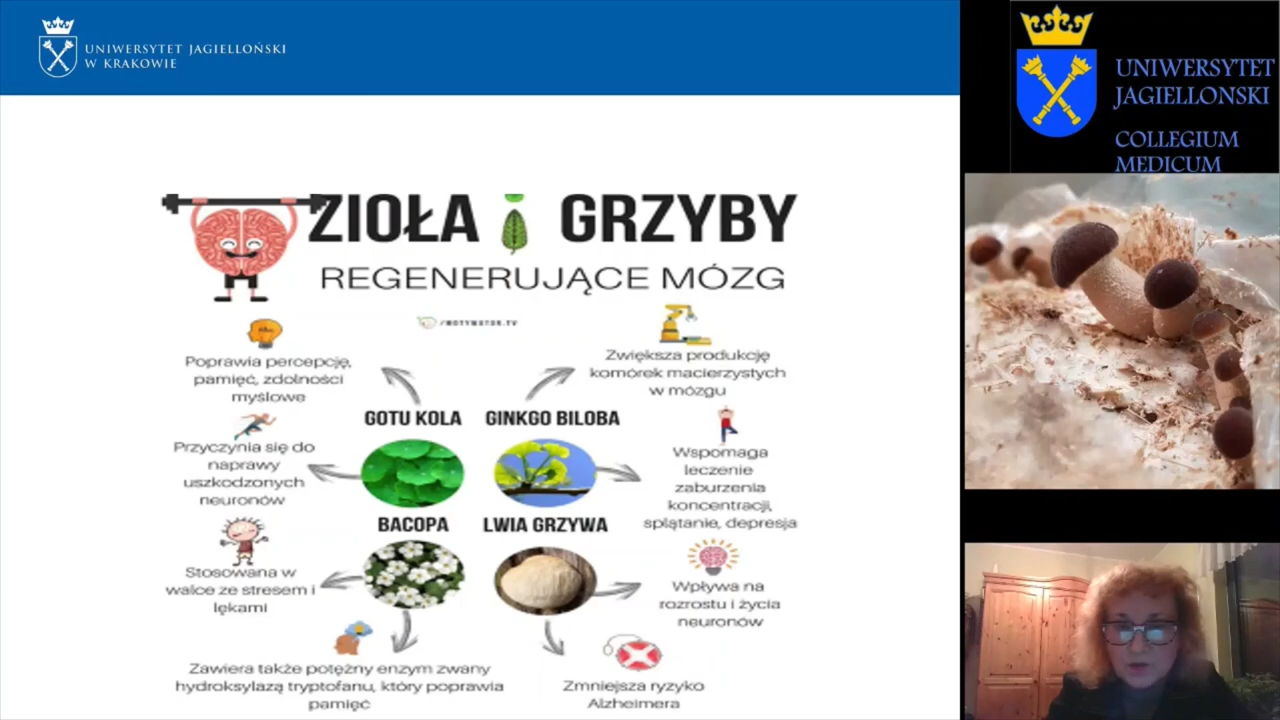 UNIWERSYTET JAGIELLOŃSKI
W KRAKOWIE
ZIOŁA I GRZYBY
REGENERUJĄCE MÓZG
/MOTYWATOR.TV
Poprawia percepcję,
pamięć, zdolności
myślowe
Zwiększa produkcję
komórek macierzystych
w mózgu
GOTU KOLA
GINKGO BILOBA
Przyczynia się do
naprawy
uszkodzonych
neuronów
Wspomaga
leczenie
zaburzenia
koncentracji,
splątanie, depresja
BACOPA
LWIA GRZYWA
Stosowana w
walce ze stresem i
lękami
Wpływa na
rozrostu i życia
neuronów
Zawiera także potężny enzym zwany
hydroksylazą tryptofanu, który poprawia
pamięć
Zmniejsza ryzyko
Alzheimera
UNIWERSYTET
JAGIELLONSKI
COLLEGIUM
MEDICUM